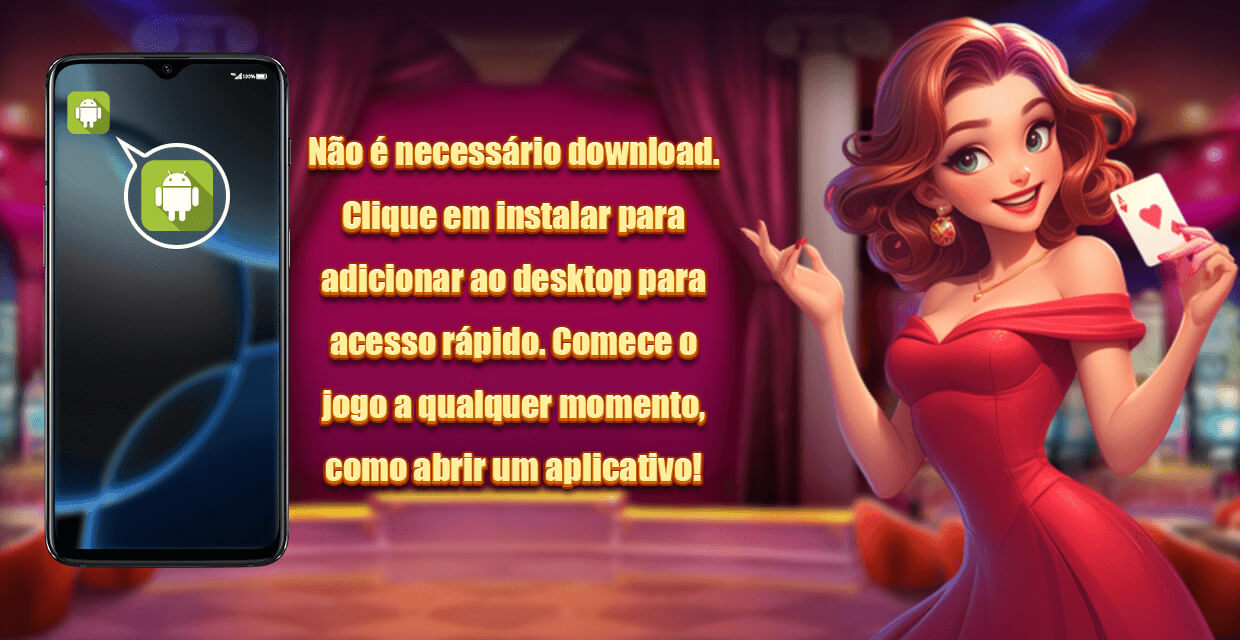 100%
Não é necessário download.
Clique em instalar para
adicionar ao desktop para
acesso rápido. Comece o
jogo a qualquer momento,
como abrir um aplicativo!
A